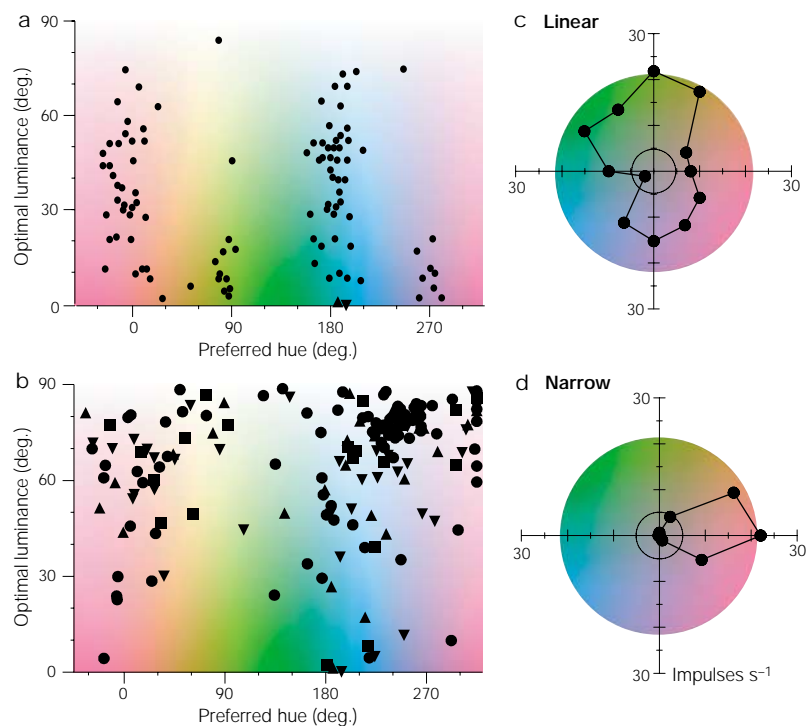 a
90
60
30
0
Optimal luminance (deg.)
0 90 180 270
Preferred hue (deg.)
b
90
60
30
0
Optimal luminance (deg.)
0 90 180 270
Preferred hue (deg.)
c Linear
30
30 30
30
d Narrow
30
30 30
30
Impulses s⁻¹